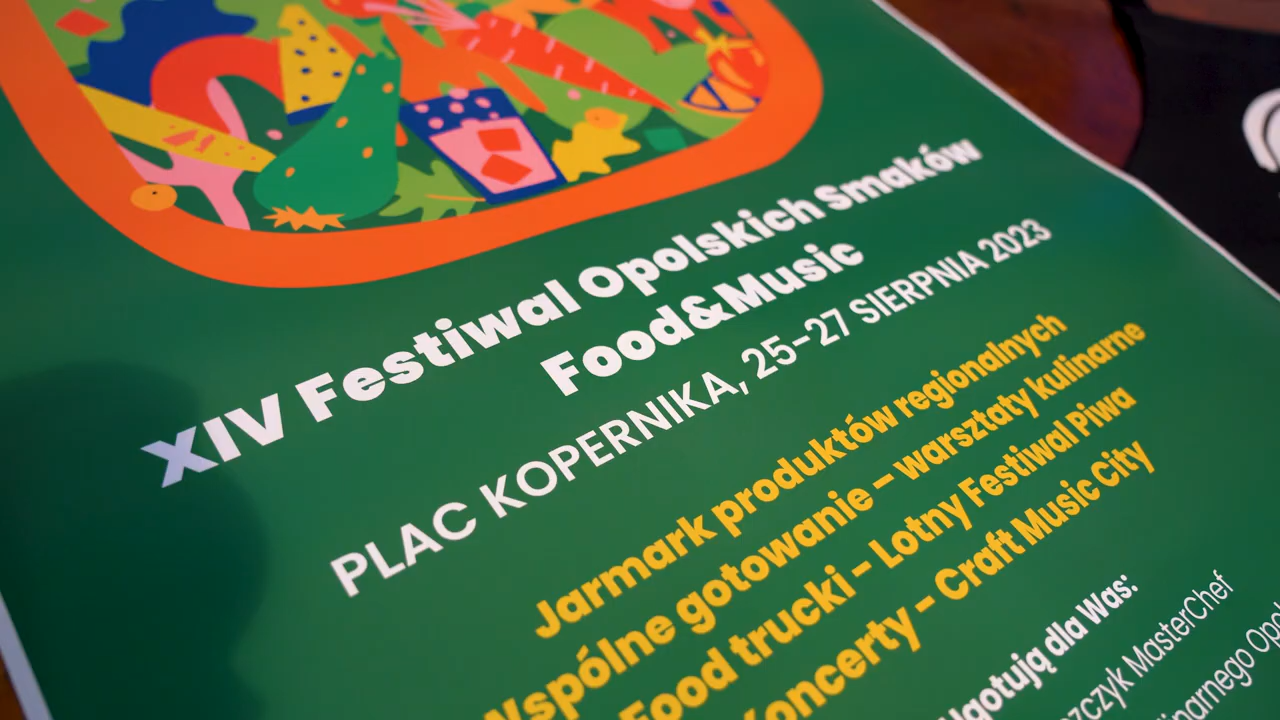 XIV Festiwal Opolskich Smaków
Food&Music
PLAC KOPERNIKA, 25-27 SIERPNIA 2023
Jarmark produktów regionalnych
Wspólne gotowanie – warsztaty kulinarne
Food trucki – Lotny Festiwal Piwa
Koncerty – Craft Music City
Ugotują dla Was:
MasterChef